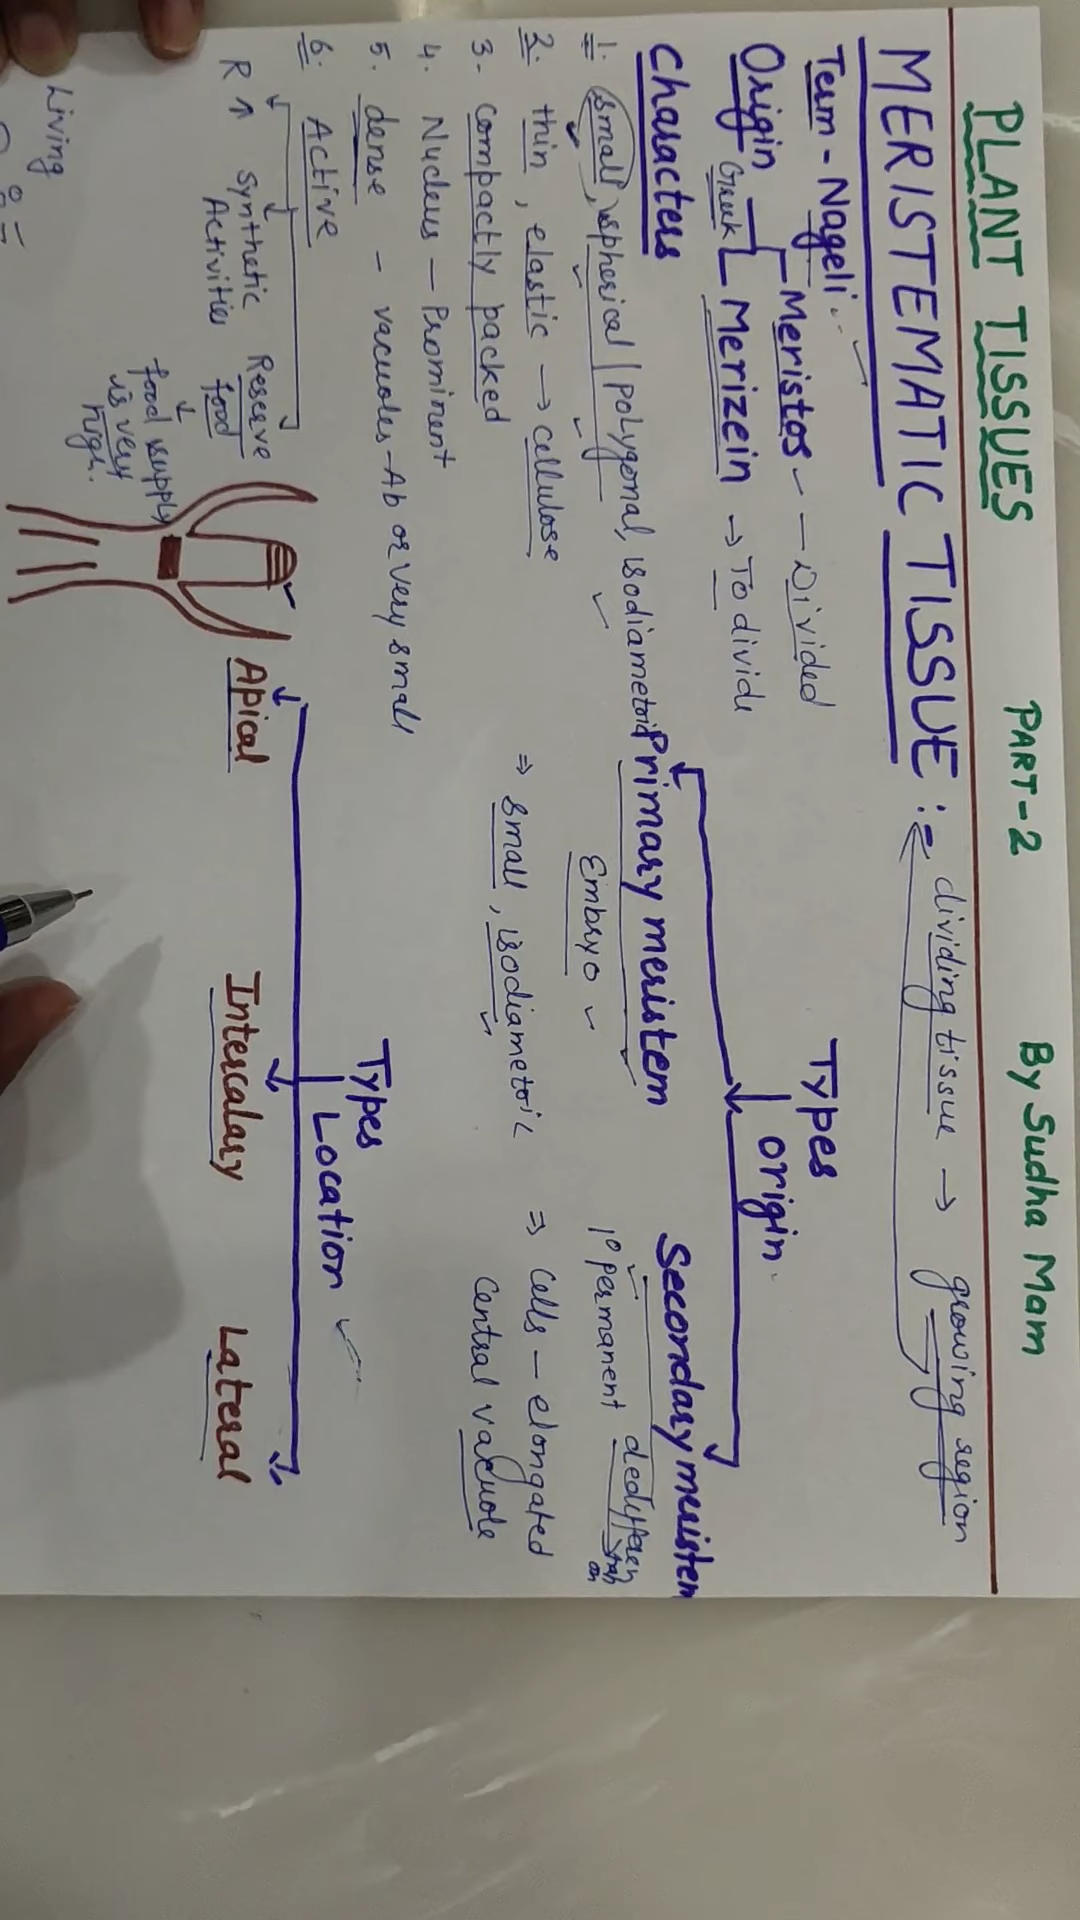 PLANT TISSUES PART-2 By Sudha Mam
MERISTEMATIC TISSUE :- dividing tissue → growing region
Term - Nageli
Origin Meristos - Divided
Greek Merizein → To divide
Characters
1. Small, spherical / polygonal, isodiametric
2. thin, elastic → cellulose
3. compactly packed
4. Nucleus - Prominent
5. dense - vacuoles - Ab or very small
6. Active
R ↑ Synthetic Activities Reserve food
food supply is very high.
Living
Types
origin
Primary meristem Secondary meristem
Embryo 1° permanent
⇒ small, isodiametric ⇒ cells - elongated
Central vacuole
Types
Location
Apical Intercalary Lateral